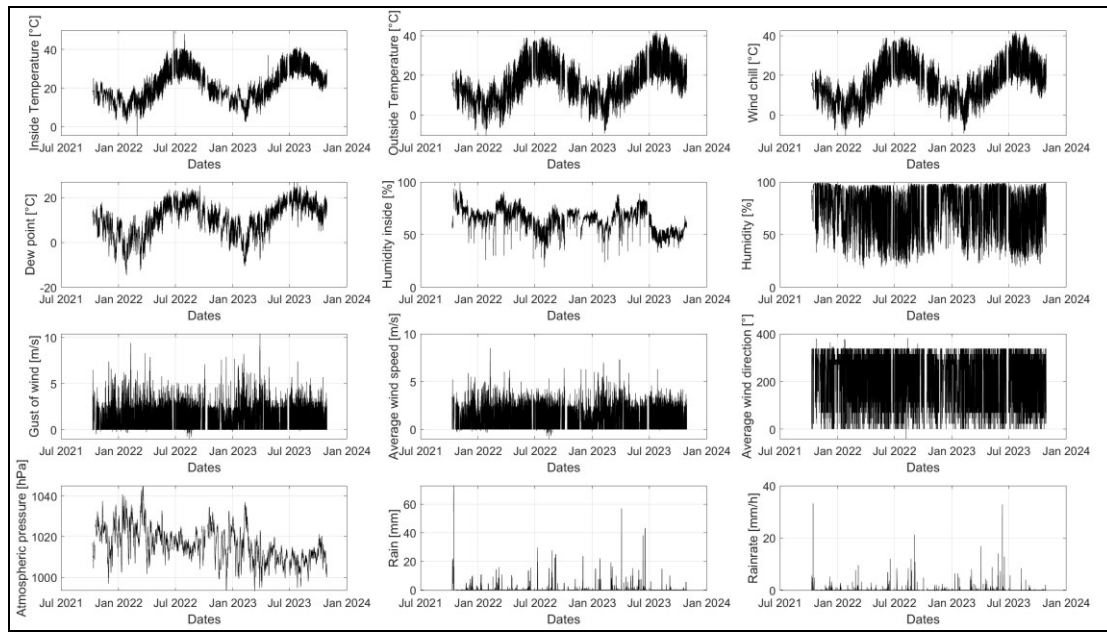 Inside Temperature [°C]
40
20
0
Jul 2021 Jan 2022 Jul 2022 Jan 2023 Jul 2023 Jan 2024
Dates
Outside Temperature [°C]
40
20
0
Jul 2021 Jan 2022 Jul 2022 Jan 2023 Jul 2023 Jan 2024
Dates
Wind chill [°C]
40
20
0
Jul 2021 Jan 2022 Jul 2022 Jan 2023 Jul 2023 Jan 2024
Dates
Dew point [°C]
20
0
-20
Jul 2021 Jan 2022 Jul 2022 Jan 2023 Jul 2023 Jan 2024
Dates
Humidity inside [%]
100
50
0
Jul 2021 Jan 2022 Jul 2022 Jan 2023 Jul 2023 Jan 2024
Dates
Humidity [%]
100
50
0
Jul 2021 Jan 2022 Jul 2022 Jan 2023 Jul 2023 Jan 2024
Dates
Gust of wind [m/s]
10
5
0
Jul 2021 Jan 2022 Jul 2022 Jan 2023 Jul 2023 Jan 2024
Dates
Average wind speed [m/s]
10
5
0
Jul 2021 Jan 2022 Jul 2022 Jan 2023 Jul 2023 Jan 2024
Dates
Average wind direction [°]
400
200
0
Jul 2021 Jan 2022 Jul 2022 Jan 2023 Jul 2023 Jan 2024
Dates
Atmospheric pressure [hPa]
1040
1020
1000
Jul 2021 Jan 2022 Jul 2022 Jan 2023 Jul 2023 Jan 2024
Dates
Rain [mm]
60
40
20
0
Jul 2021 Jan 2022 Jul 2022 Jan 2023 Jul 2023 Jan 2024
Dates
Rainrate [mm/h]
40
20
0
Jul 2021 Jan 2022 Jul 2022 Jan 2023 Jul 2023 Jan 2024
Dates